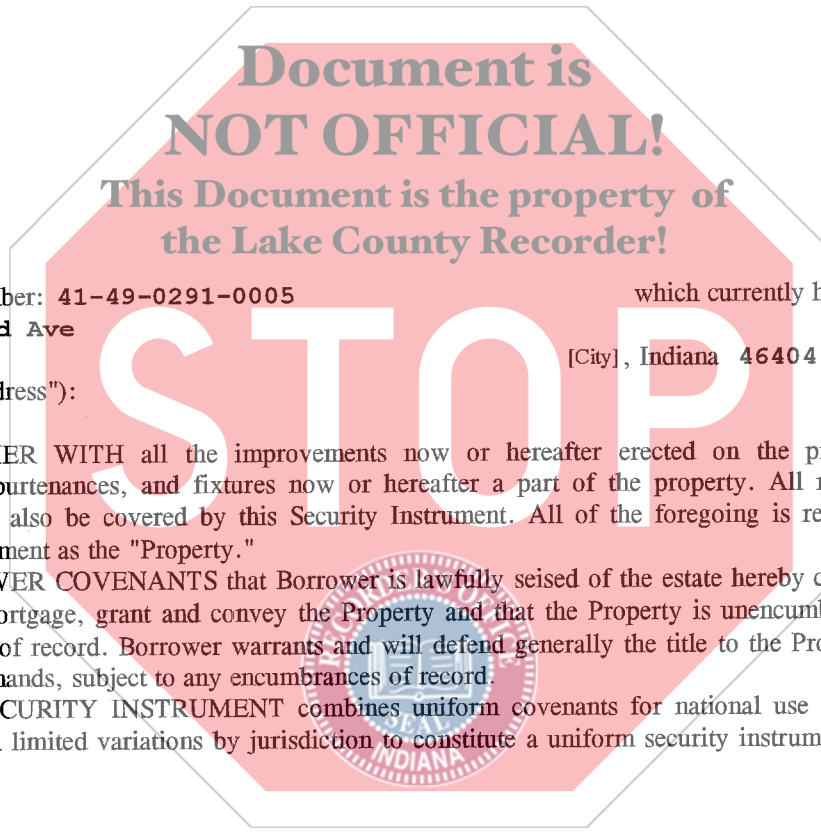 Document is
NOT OFFICIAL!
This Document is the property of
the Lake County Recorder!
ber: 41-49-0291-0005 which currently h
d Ave
[City], Indiana 46404
dress"):
STOP
ER WITH all the improvements now or hereafter erected on the p
purtenances, and fixtures now or hereafter a part of the property. All
also be covered by this Security Instrument. All of the foregoing is re
ment as the "Property."
WER COVENANTS that Borrower is lawfully seised of the estate hereby c
ortgage, grant and convey the Property and that the Property is unencumb
of record. Borrower warrants and will defend generally the title to the Pro
ands, subject to any encumbrances of record.
CURITY INSTRUMENT combines uniform covenants for national use
limited variations by jurisdiction to constitute a uniform security instrum
RECORDER'S OFFICE
SEAL
INDIANA